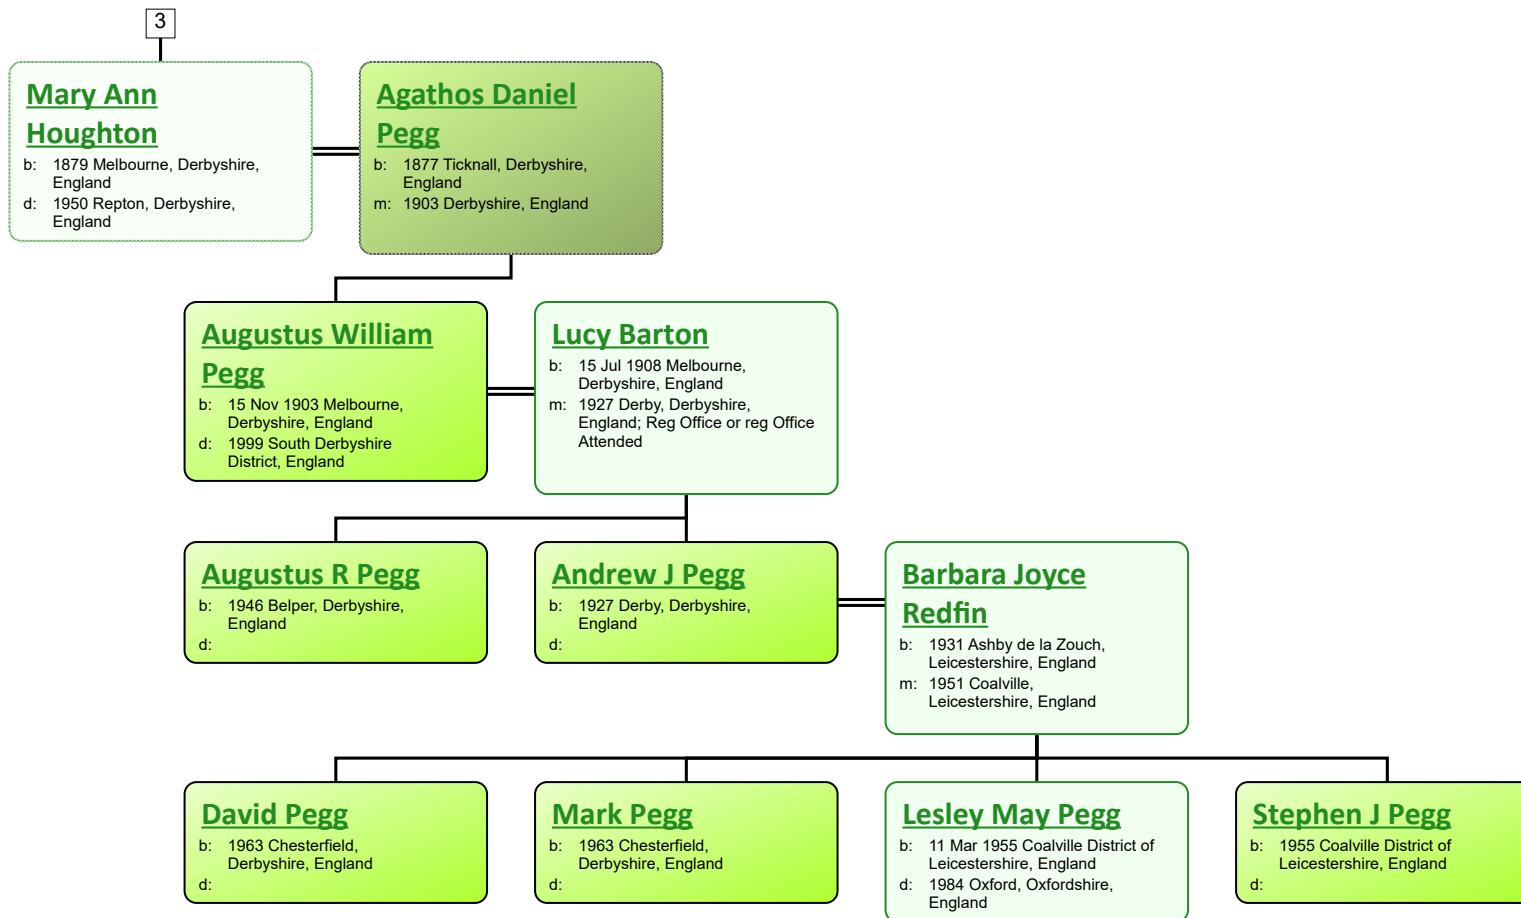 3
Mary Ann
Houghton
b: 1879 Melbourne, Derbyshire,
England
d: 1950 Repton, Derbyshire,
England
Agathos Daniel
Pegg
b: 1877 Ticknall, Derbyshire,
England
m: 1903 Derbyshire, England
Augustus William
Pegg
b: 15 Nov 1903 Melbourne,
Derbyshire, England
d: 1999 South Derbyshire
District, England
Lucy Barton
b: 15 Jul 1908 Melbourne,
Derbyshire, England
m: 1927 Derby, Derbyshire,
England; Reg Office or reg Office
Attended
Augustus R Pegg
b: 1946 Belper, Derbyshire,
England
d:
Andrew J Pegg
b: 1927 Derby, Derbyshire,
England
d:
Barbara Joyce
Redfin
b: 1931 Ashby de la Zouch,
Leicestershire, England
m: 1951 Coalville,
Leicestershire, England
David Pegg
b: 1963 Chesterfield,
Derbyshire, England
d:
Mark Pegg
b: 1963 Chesterfield,
Derbyshire, England
d:
Lesley May Pegg
b: 11 Mar 1955 Coalville District of
Leicestershire, England
d: 1984 Oxford, Oxfordshire,
England
Stephen J Pegg
b: 1955 Coalville District of
Leicestershire, England
d: